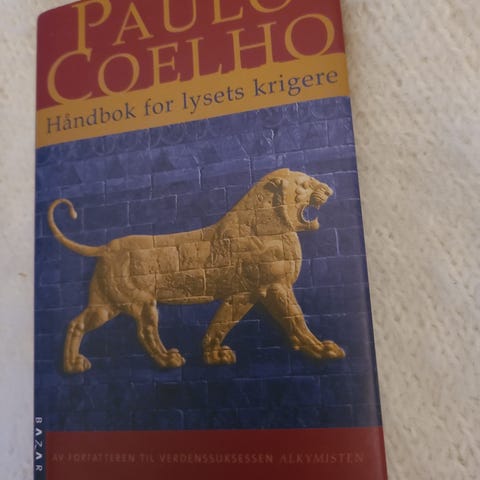 PAULO
COELHO
Håndbok for lysets krigere
BAZAR
AV FORFATTEREN TIL VERDENSSUKSESSEN ALKYMISTEN